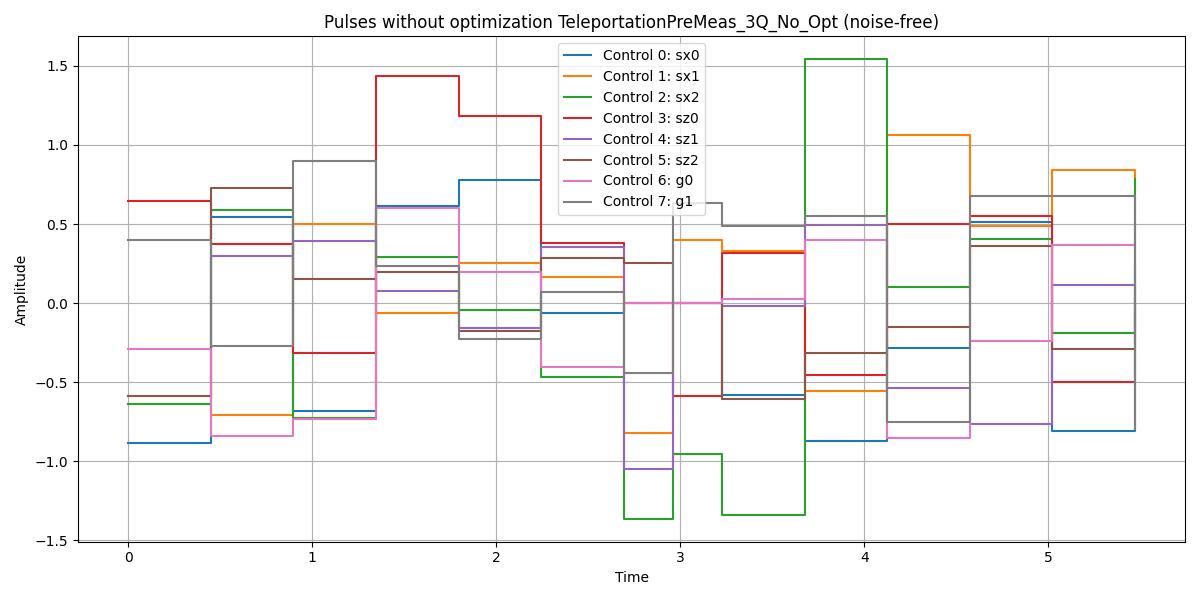 Pulses without optimization TeleportationPreMeas_3Q_No_Opt (noise-free)
Control 0: sx0
Control 1: sx1
Control 2: sx2
Control 3: sz0
Control 4: sz1
Control 5: sz2
Control 6: g0
Control 7: g1
Amplitude
1.5
1.0
0.5
0.0
−0.5
−1.0
−1.5
0 1 2 3 4 5
Time